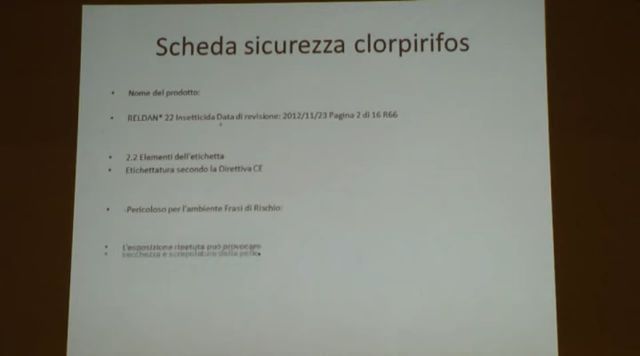 Scheda sicurezza clorpirifos
• Nome del prodotto:
• RELDAN* 22 Insetticida Data di revisione: 2012/11/23 Pagina 2 di 16 R66
• 2.2 Elementi dell'etichetta
• Etichettatura secondo la Direttiva CE
• -Pericoloso per l'ambiente Frasi di Rischio:
• L'esposizione ripetuta può provocare
• secchezza e screpolature della pelle.